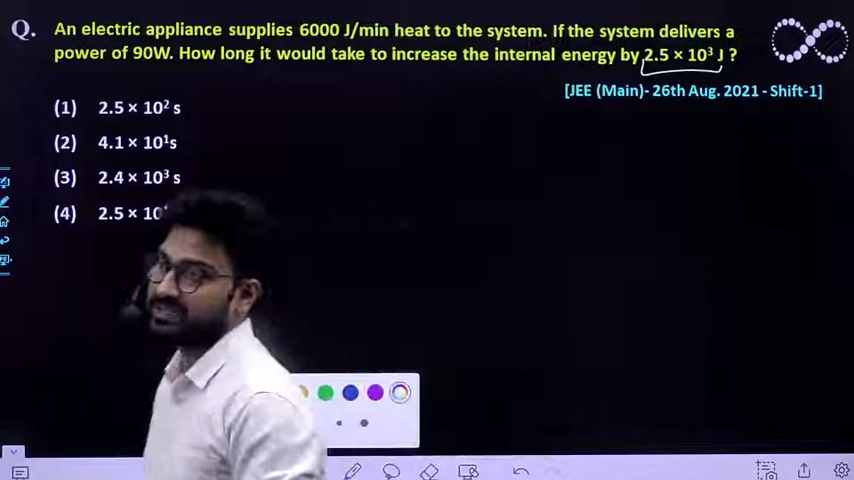 Q. An electric appliance supplies 6000 J/min heat to the system. If the system delivers a
power of 90W. How long it would take to increase the internal energy by 2.5 × 10³ J ?
[JEE (Main)- 26th Aug. 2021 - Shift-1]
(1) 2.5 × 10² s
(2) 4.1 × 10¹s
(3) 2.4 × 10³ s
(4) 2.5 × 10